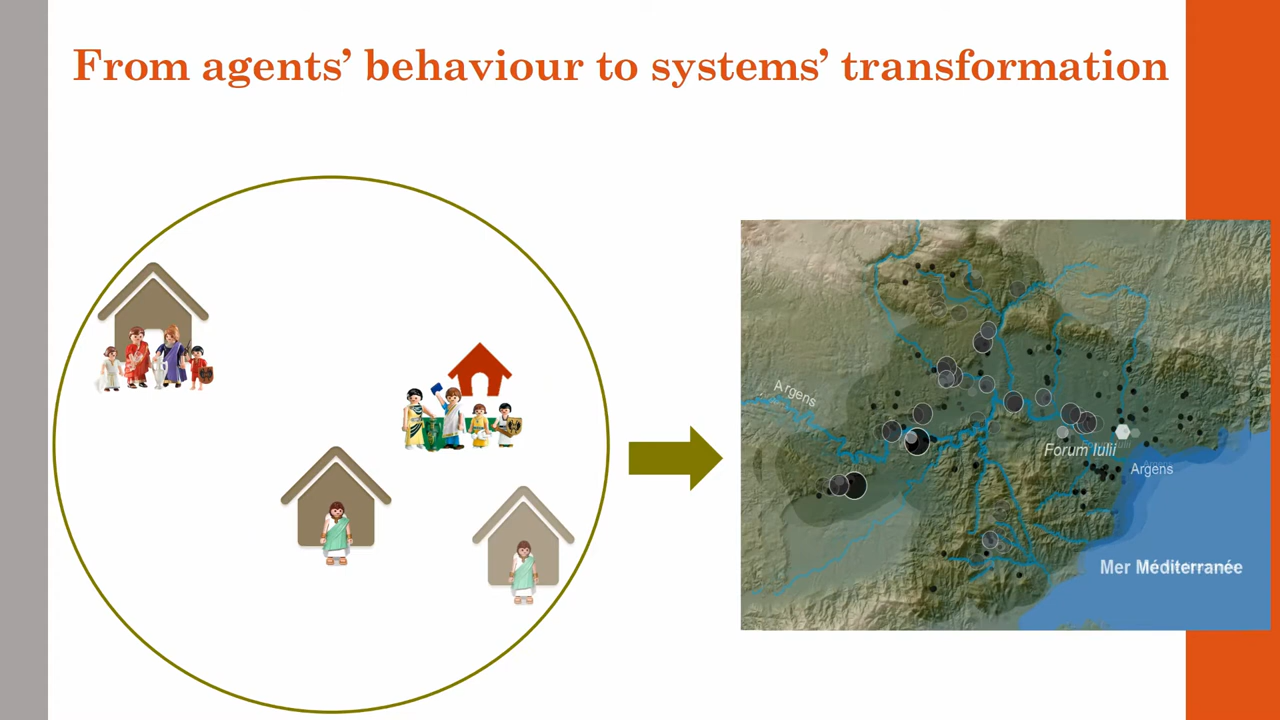 From agents’ behaviour to systems’ transformation
Argens
Forum Iulii
Argens
Mer Méditerranée